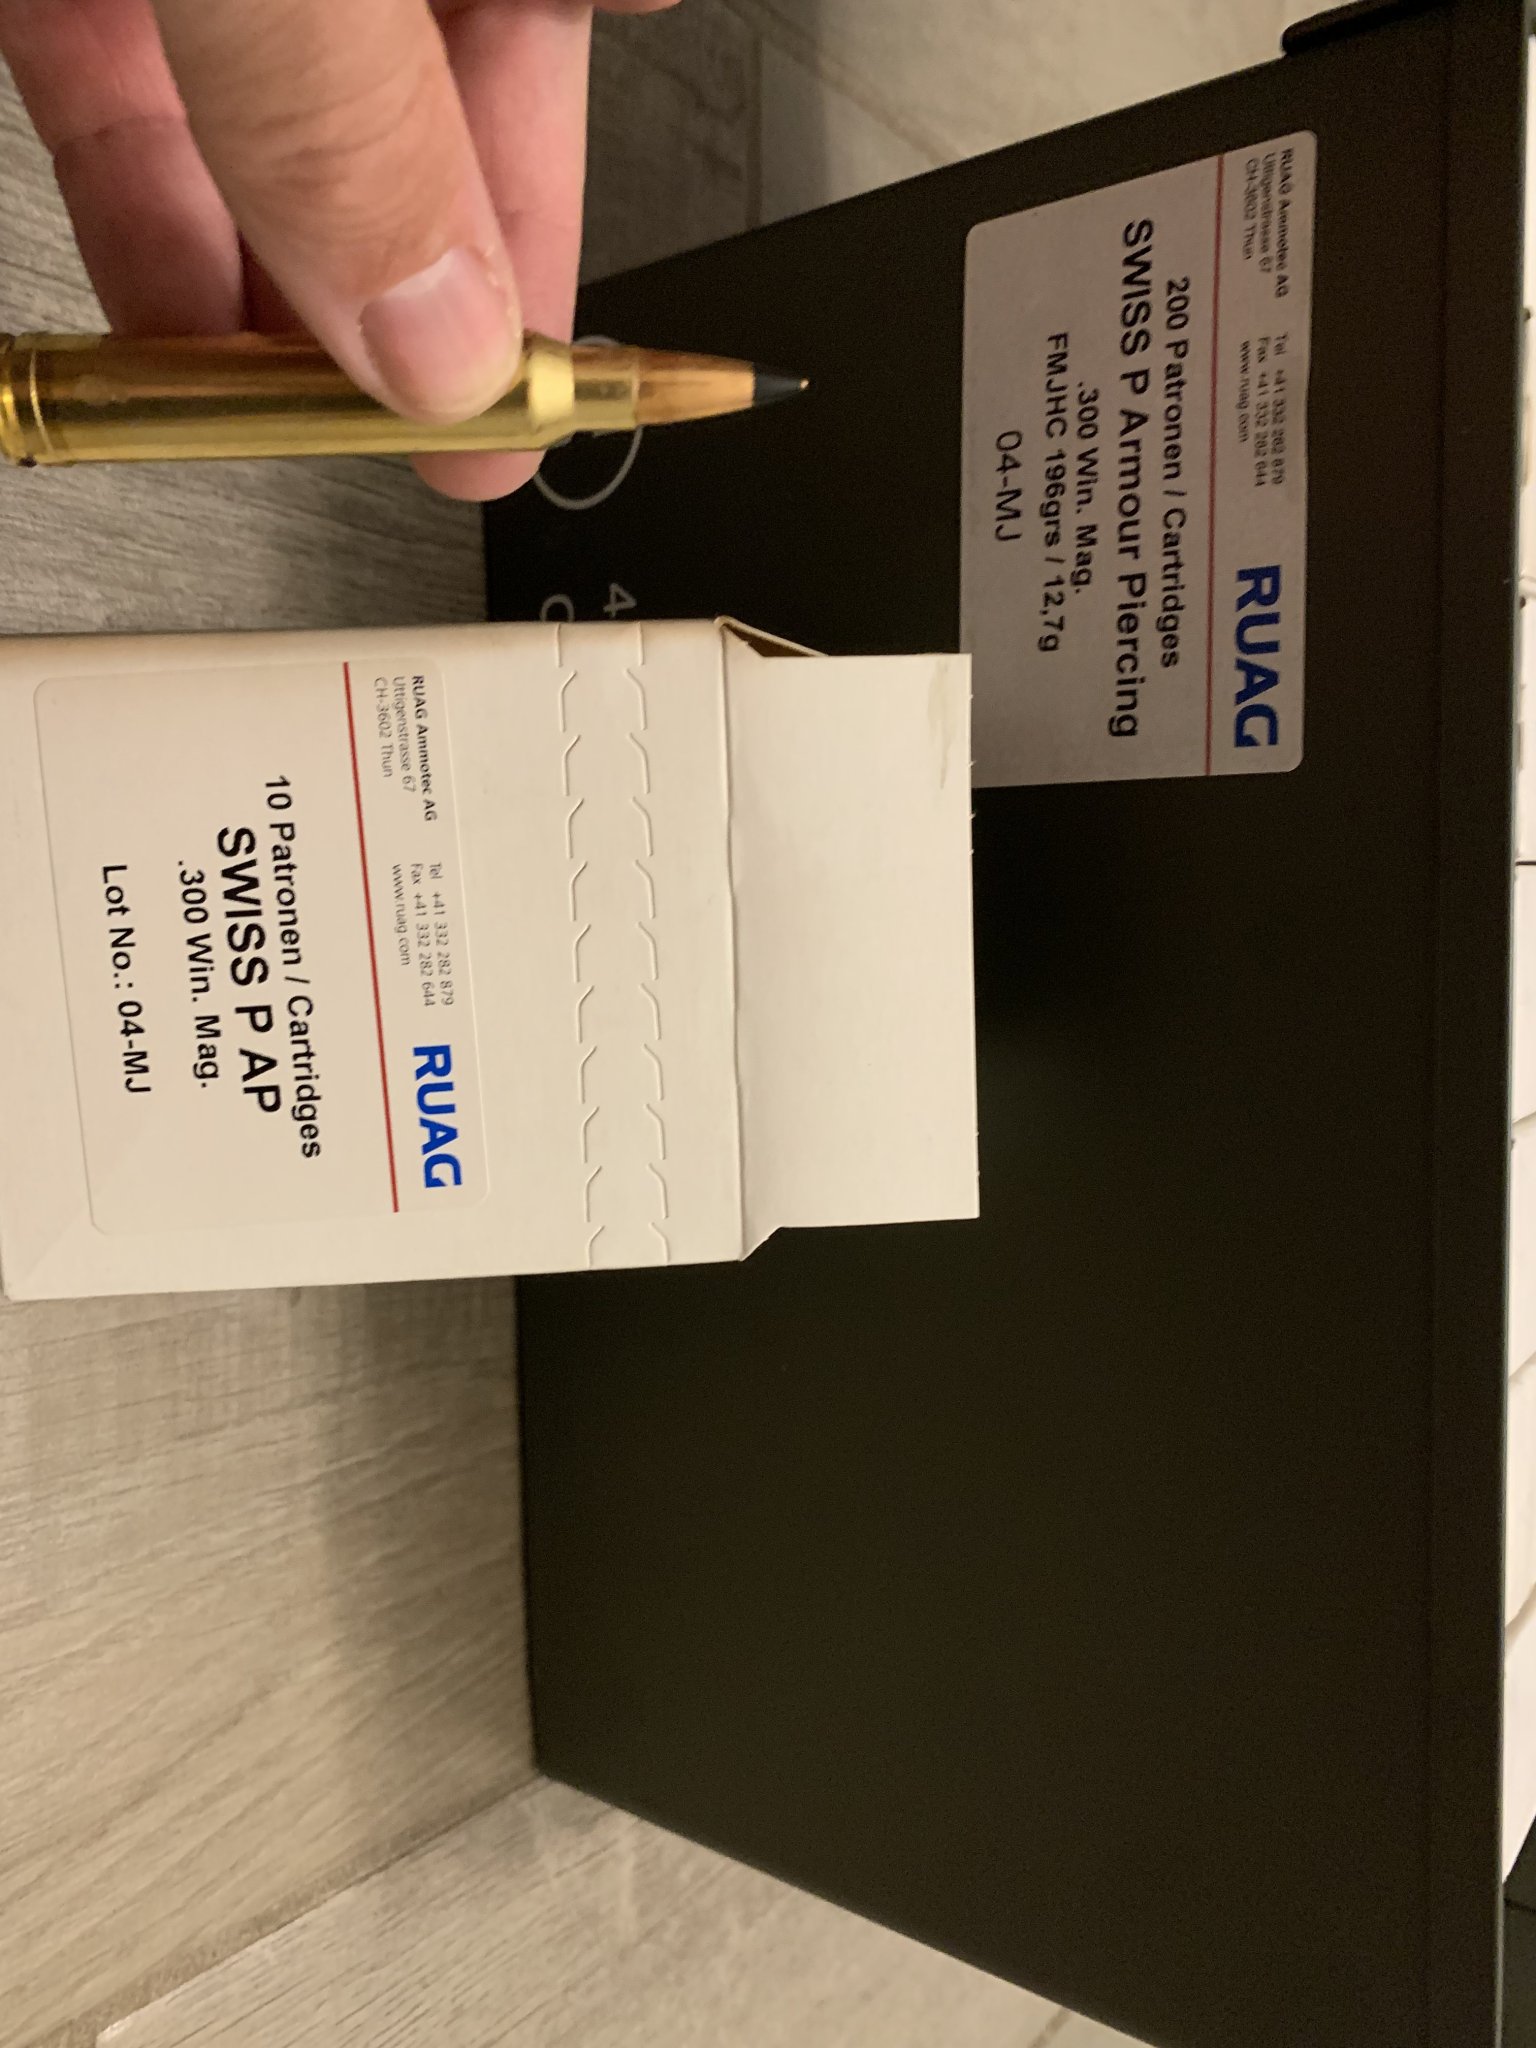 RUAG Ammotec AG
Uttigenstrasse 67
CH-3602 Thun
Tel +41 332 282 879
Fax +41 332 282 644
www.ruag.com
RUAG
200 Patronen / Cartridges
SWISS P Armour Piercing
.300 Win. Mag.
FMJHC 196grs / 12,7g
04-MJ
4
RUAG Ammotec AG
Uttigenstrasse 67
CH-3602 Thun
Tel +41 332 282 879
Fax +41 332 282 644
www.ruag.com
RUAG
10 Patronen / Cartridges
SWISS P AP
.300 Win. Mag.
Lot No.: 04-MJ